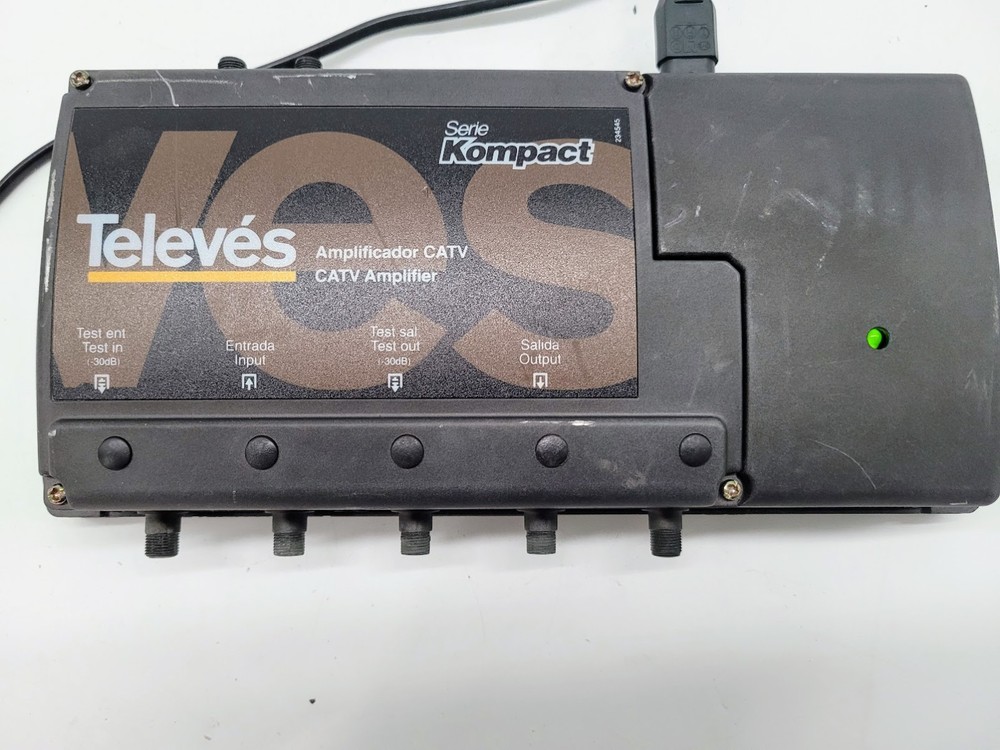 Serie
Kompact
234545
Televés
Amplificador CATV
CATV Amplifier
Test ent
Test in
(-30dB)
Entrada
Input
Test sal
Test out
(-30dB)
Salida
Output
ves